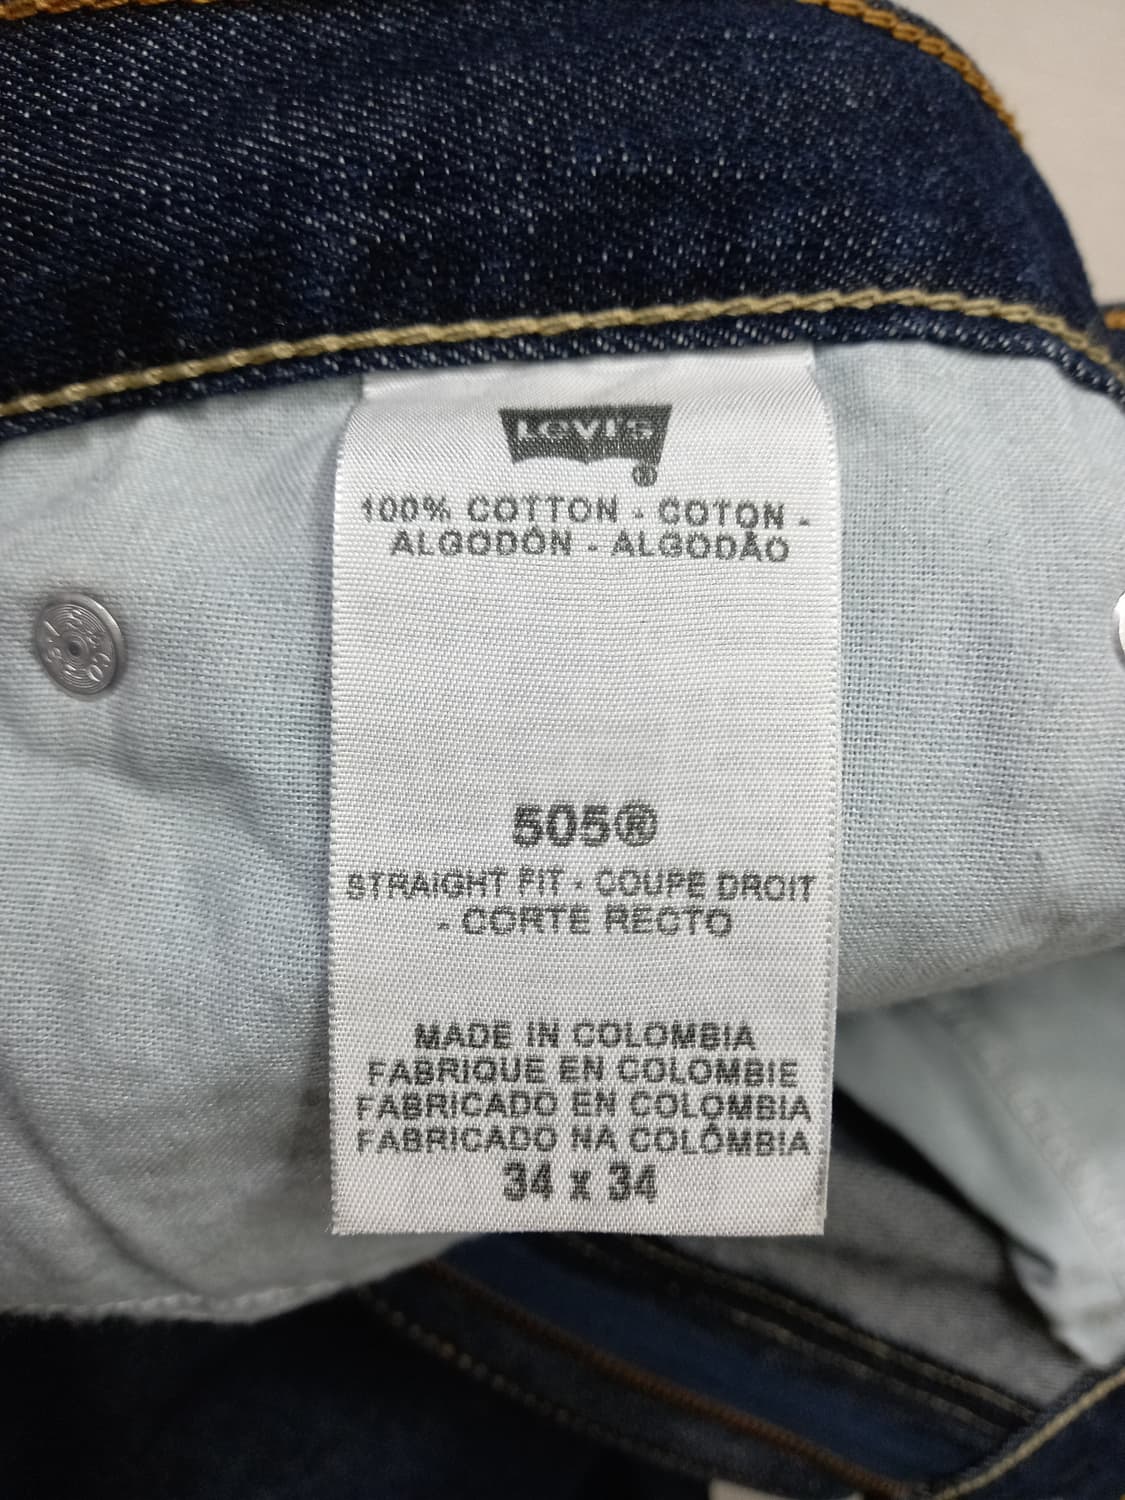 LEVI'S
®
100% COTTON - COTON -
ALGODÓN - ALGODÃO
505®
STRAIGHT FIT - COUPE DROIT
- CORTE RECTO
MADE IN COLOMBIA
FABRIQUE EN COLOMBIE
FABRICADO EN COLOMBIA
FABRICADO NA COLÔMBIA
34 x 34